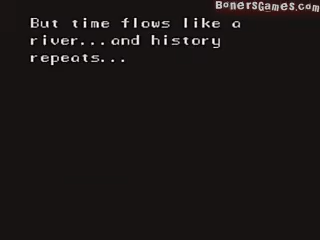 BonersGames.com
But time flows like a
river...and history
repeats...